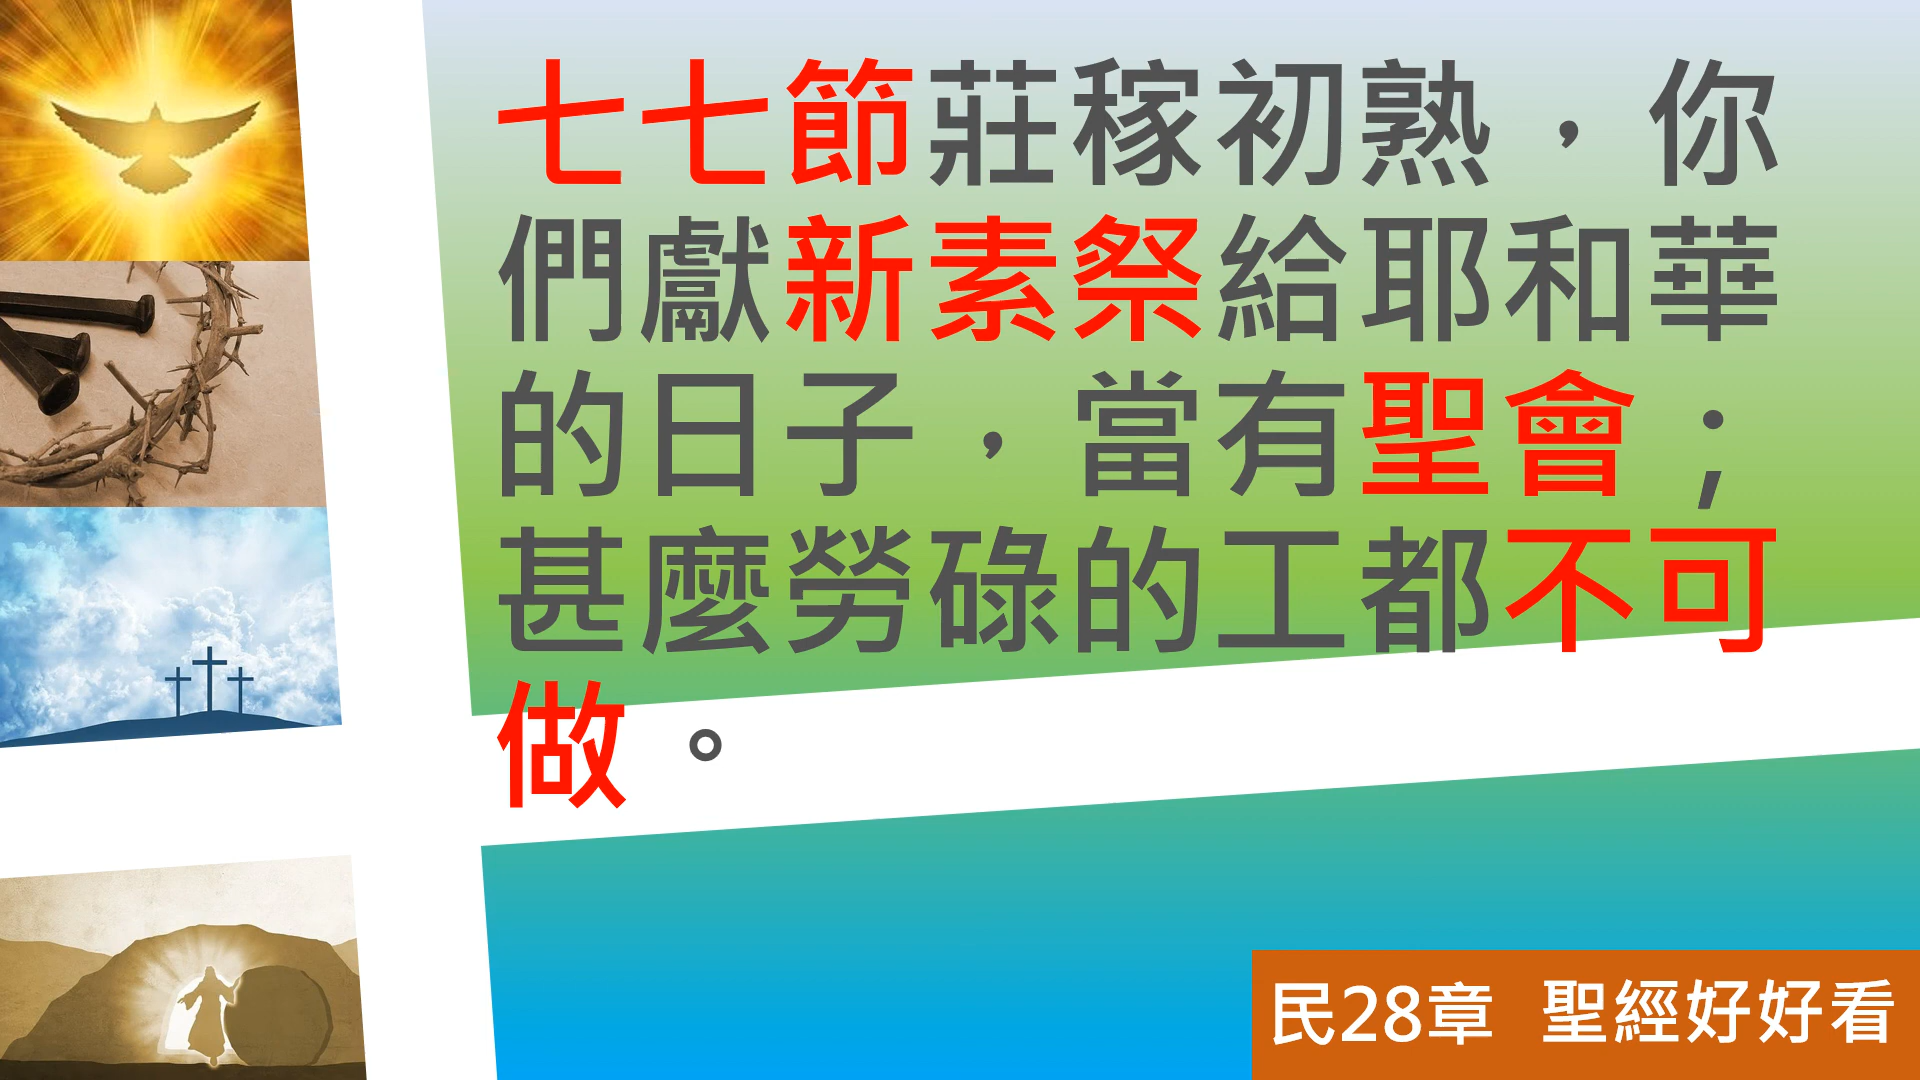 七七節莊稼初熟，你
們獻新素祭給耶和華
的日子，當有聖會；
甚麼勞碌的工都不可
做。
民28章 聖經好好看